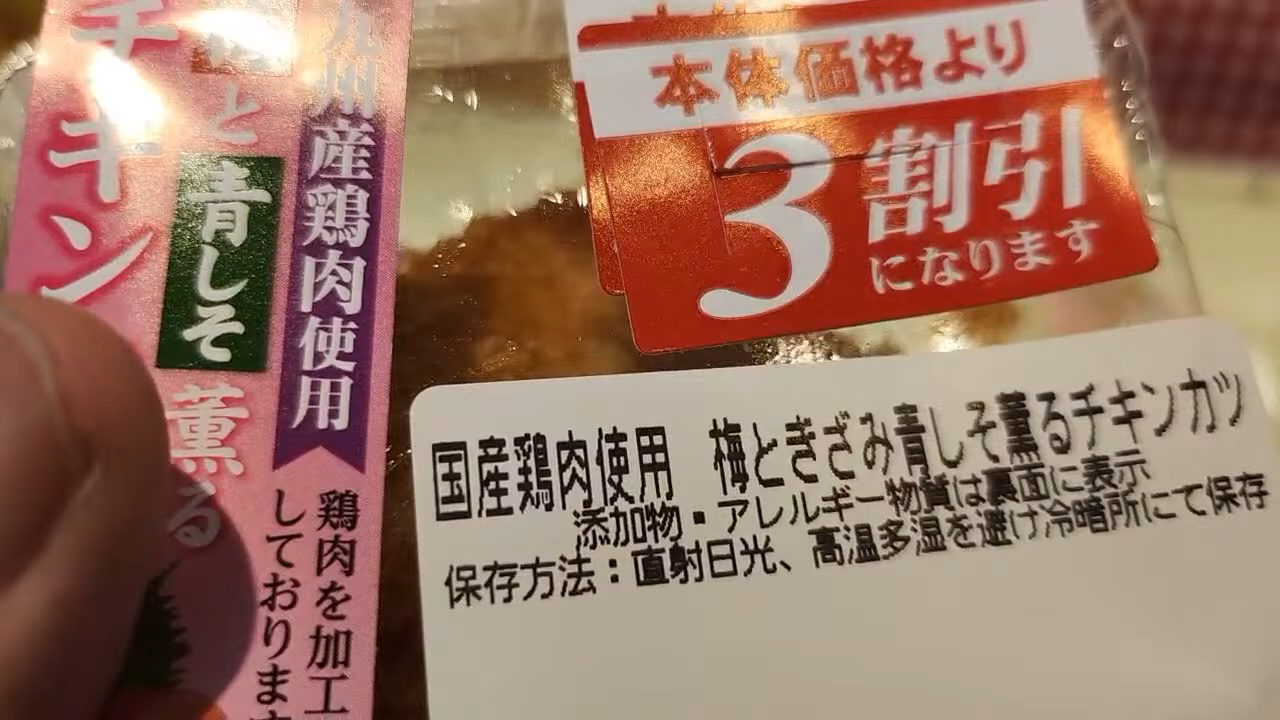 本体価格より
3割引
になります
九州産鶏肉使用
と青しそ薫る
チキン
鶏肉を加工
しております
国産鶏肉使用 梅ときざみ青しそ薫るチキンカツ
添加物・アレルギー物質は裏面に表示
保存方法:直射日光、高温多湿を避け冷暗所にて保存